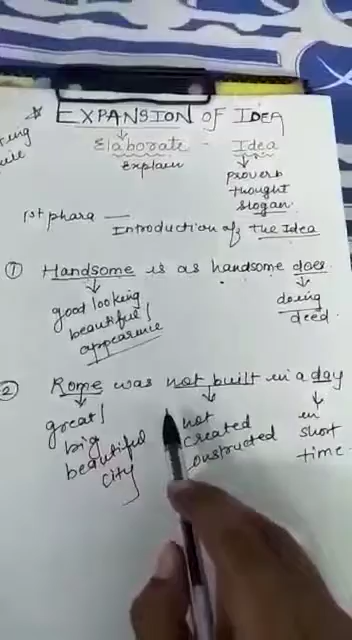 EXPANSION of IDEA
Elaborate - Idea
Explain
proverb
thought
slogan
1st phara —
Introduction of the Idea
① Handsome is as handsome does.
good looking
beautiful/
appearence
doing
deed.
② Rome was not built in a day
great/
big
beautiful
city
not
created
onstructed
in
short
time.